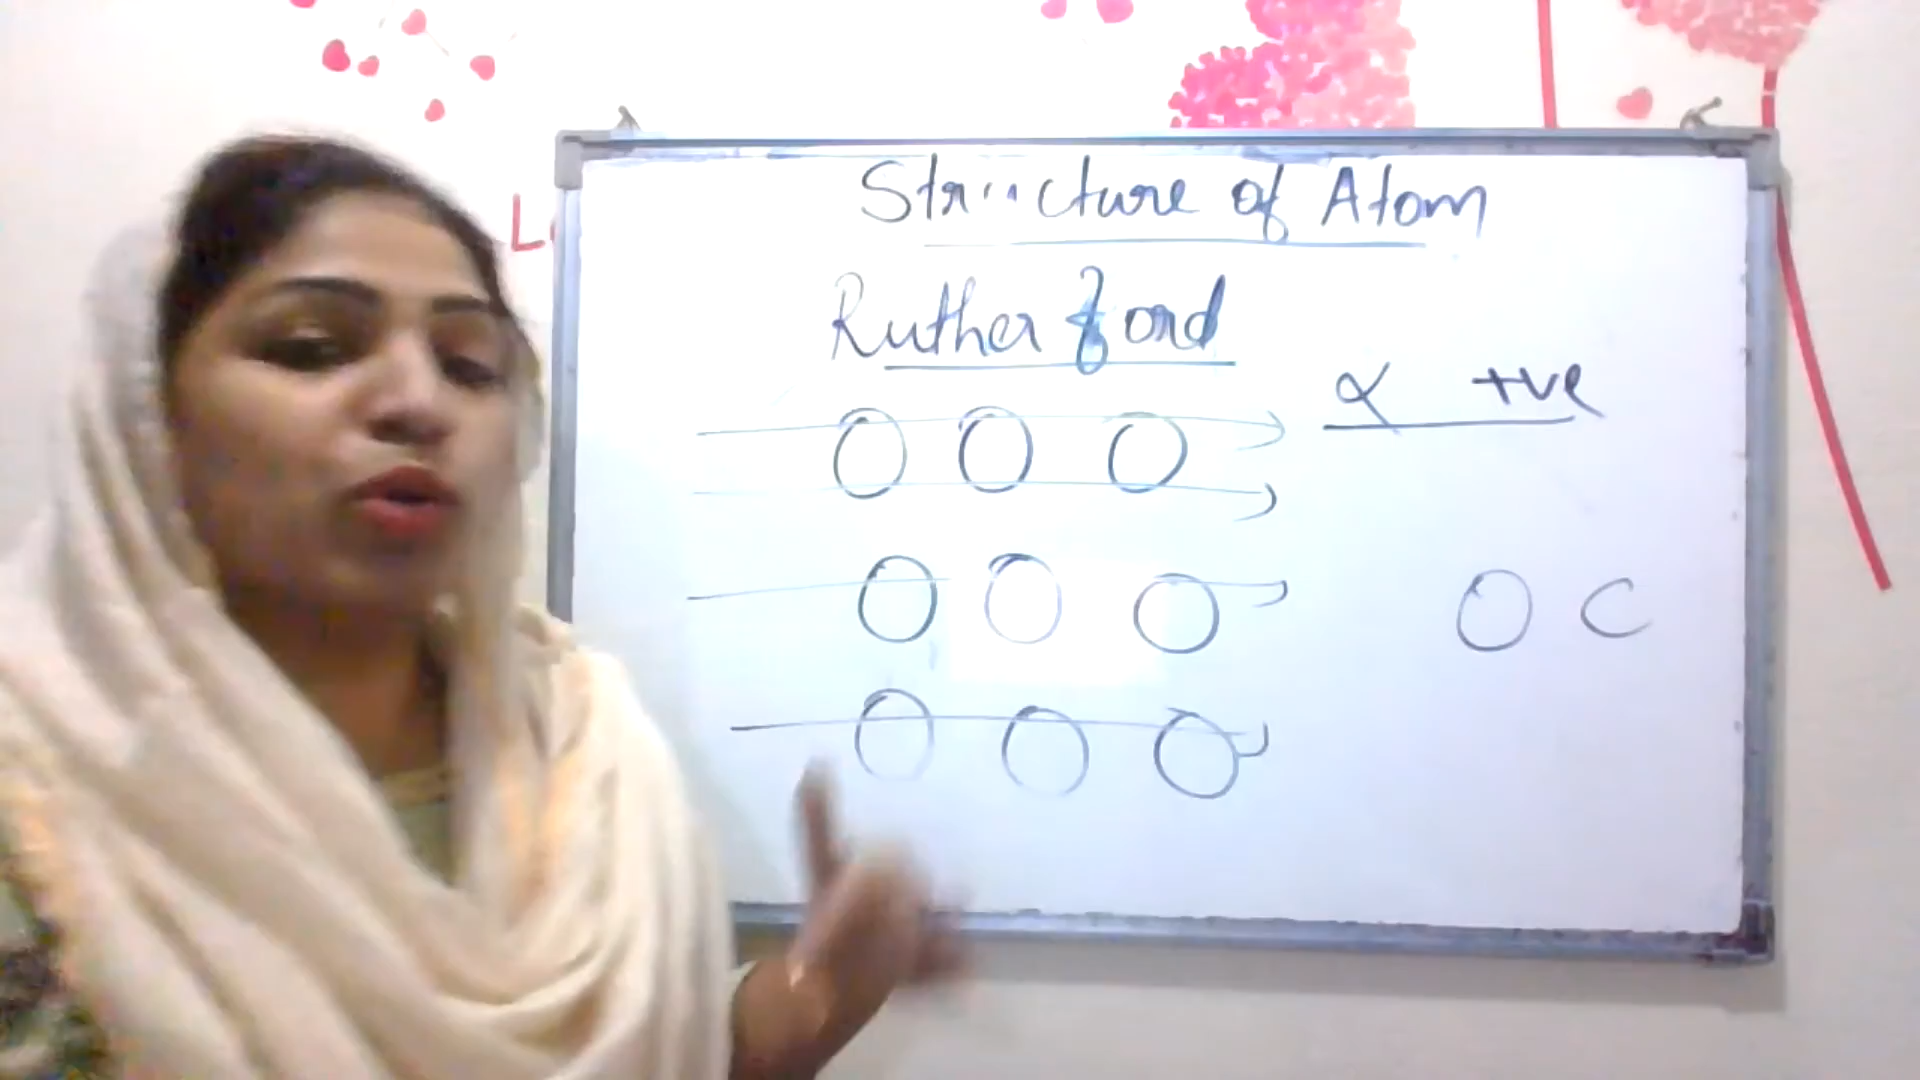 Structure of Atom
Rutherford
α +ve